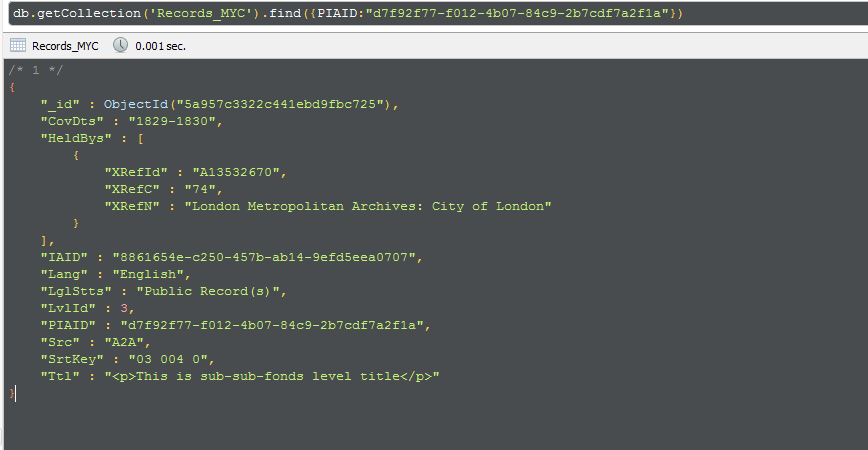 db.getCollection('Records_MYC').find({PIAID:"d7f92f77-f012-4b07-84c9-2b7cdf7a2f1a"})
Records_MYC 0.001 sec.
/* 1 */
{
    "_id" : ObjectId("5a957c3322c441ebd9fbc725"),
    "CovDts" : "1829-1830",
    "HeldBys" : [
        {
            "XRefId" : "A13532670",
            "XRefC" : "74",
            "XRefN" : "London Metropolitan Archives: City of London"
        }
    ],
    "IAID" : "8861654e-c250-457b-ab14-9efd5eea0707",
    "Lang" : "English",
    "LglStts" : "Public Record(s)",
    "LvlId" : 3,
    "PIAID" : "d7f92f77-f012-4b07-84c9-2b7cdf7a2f1a",
    "Src" : "A2A",
    "SrtKey" : "03 004 0",
    "Ttl" : "<p>This is sub-sub-fonds level title</p>"
}